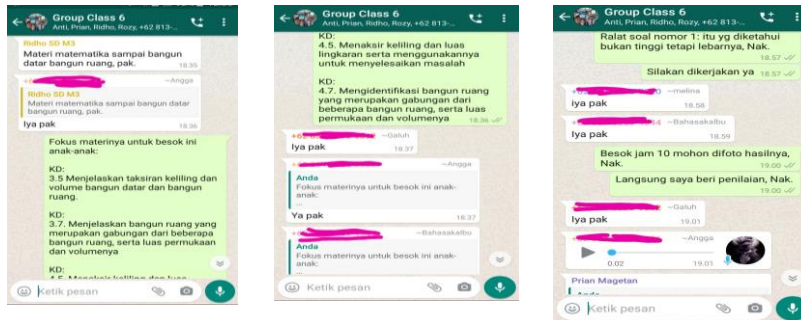 Group Class 6
Anti, Prian, Ridho, Rozy, +62 813-...
Ridho SD M3
Materi matematika sampai bangun
datar bangun ruang, pak.
18.35
~Angga
Ridho SD M3
Materi matematika sampai bangun datar
bangun ruang, pak.
Iya pak
18.36
Fokus materinya untuk besok ini
anak-anak:
KD:
3.5 Menjelaskan taksiran keliling dan
volume bangun datar dan bangun
ruang.
KD:
3.7. Menjelaskan bangun ruang yang
merupakan gabungan dari beberapa
bangun ruang, serta luas permukaan
dan volumenya
KD:
Ketik pesan
Group Class 6
Anti, Prian, Ridho, Rozy, +62 813-...
KD:
4.5. Menaksir keliling dan luas
lingkaran serta menggunakannya
untuk menyelesaikan masalah
KD:
4.7. Mengidentifikasi bangun ruang
yang merupakan gabungan dari
beberapa bangun ruang, serta luas
permukaan dan volumenya
18.36
~Galuh
Iya pak
18.37
~Angga
Anda
Fokus materinya untuk besok ini anak-
anak:
...
Ya pak
18.37
~Bahasakalbu
Anda
Fokus materinya untuk besok ini anak-
anak:
Ketik pesan
Group Class 6
Anti, Prian, Ridho, Rozy, +62 813-...
Ralat soal nomor 1: itu yg diketahui
bukan tinggi tetapi lebarnya, Nak.
18.57
Silakan dikerjakan ya
18.57
~melina
Iya pak
18.58
~Bahasakalbu
Iya pak
18.59
Besok jam 10 mohon difoto hasilnya,
Nak.
19.00
Langsung saya beri penilaian, Nak.
19.00
~Galuh
Iya pak
19.01
~Angga
0.02
19.01
Prian Magetan
Ketik pesan